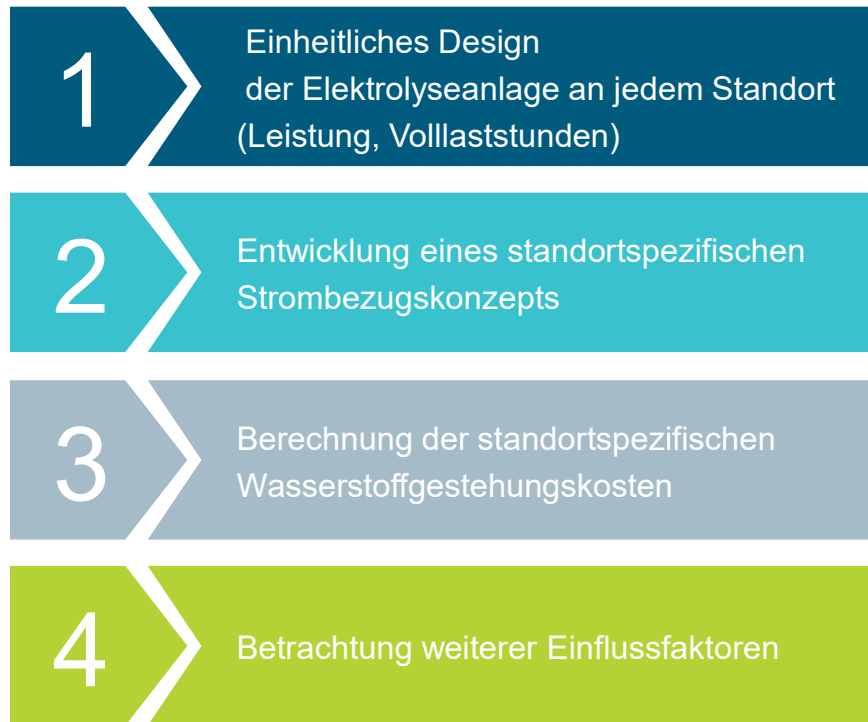 1
Einheitliches Design
der Elektrolyseanlage an jedem Standort
(Leistung, Volllaststunden)
2
Entwicklung eines standortspezifischen
Strombezugskonzepts
3
Berechnung der standortspezifischen
Wasserstoffgestehungskosten
4
Betrachtung weiterer Einflussfaktoren